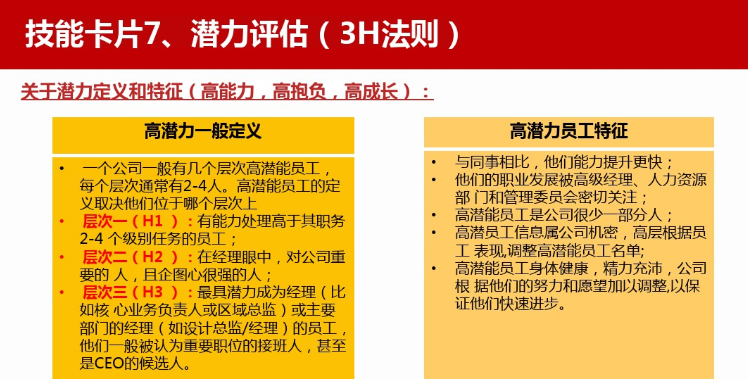 技能卡片7、潜力评估（3H法则）
关于潜力定义和特征（高能力，高抱负，高成长）：
高潜力一般定义
• 一个公司一般有几个层次高潜能员工，
每个层次通常有2-4人。高潜能员工的定
义取决他们位于哪个层次上
• 层次一（H1 ）：有能力处理高于其职务
2-4 个级别任务的员工；
• 层次二（H2 ）：在经理眼中，对公司重
要的 人，且企图心很强的人；
• 层次三（H3 ）：最具潜力成为经理（比
如核 心业务负责人或区域总监）或主要
部门的经理（如设计总监/经理）的员工，
他们一般被认为重要职位的接班人，甚至
是CEO的候选人。
高潜力员工特征
• 与同事相比，他们能力提升更快；
• 他们的职业发展被高级经理、人力资源
部 门和管理委员会密切关注；
• 高潜能员工是公司很少一部分人；
• 高潜员工信息属公司机密，高层根据员
工 表现,调整高潜能员工名单;
• 高潜能员工身体健康，精力充沛，公司
根 据他们的努力和愿望加以调整,以保
证他们快速进步。